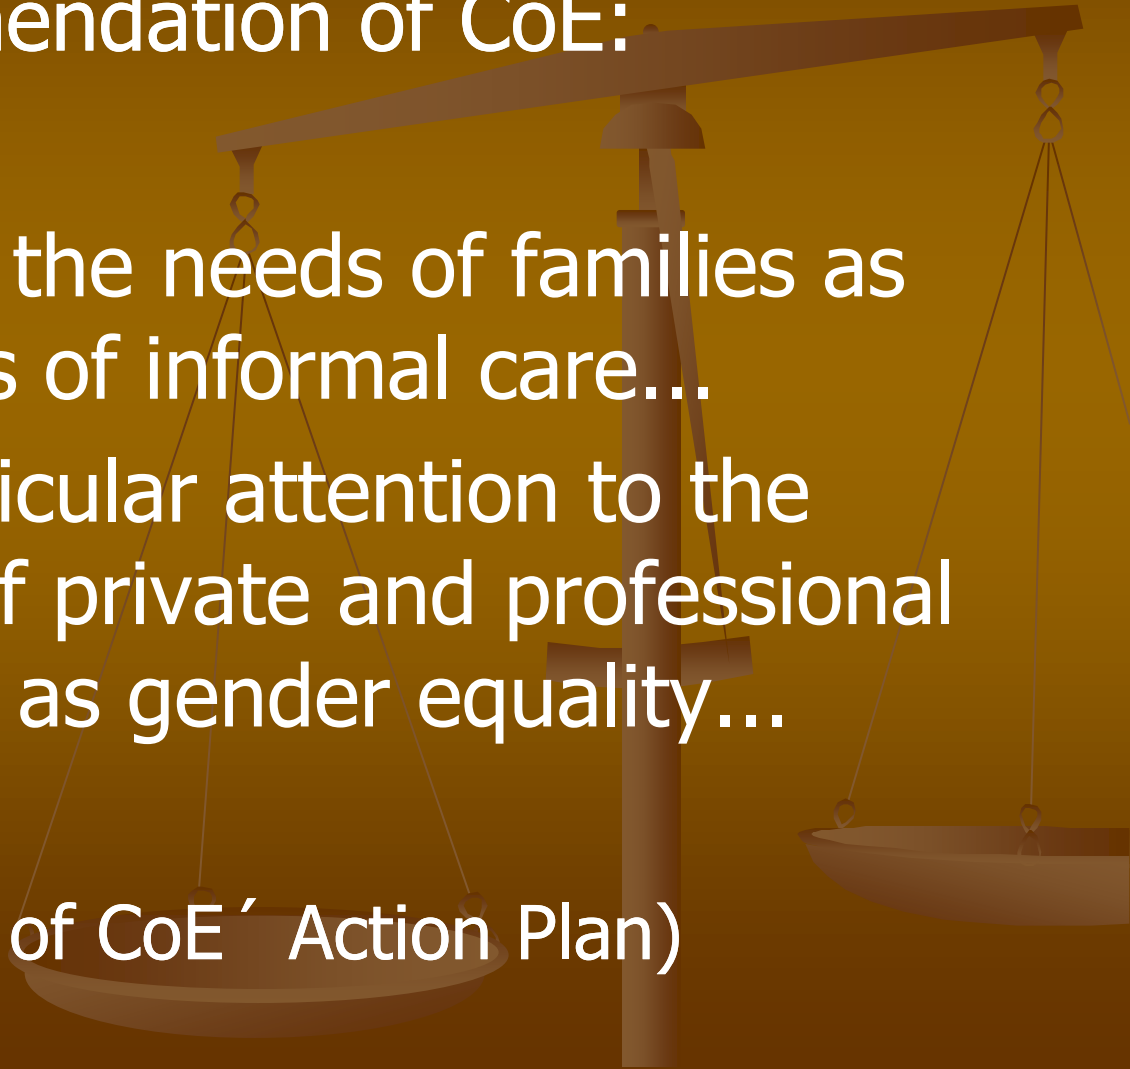 endation of CoE:
the needs of families as
s of informal care...
icular attention to the
f private and professional
as gender equality...
of CoE´ Action Plan)